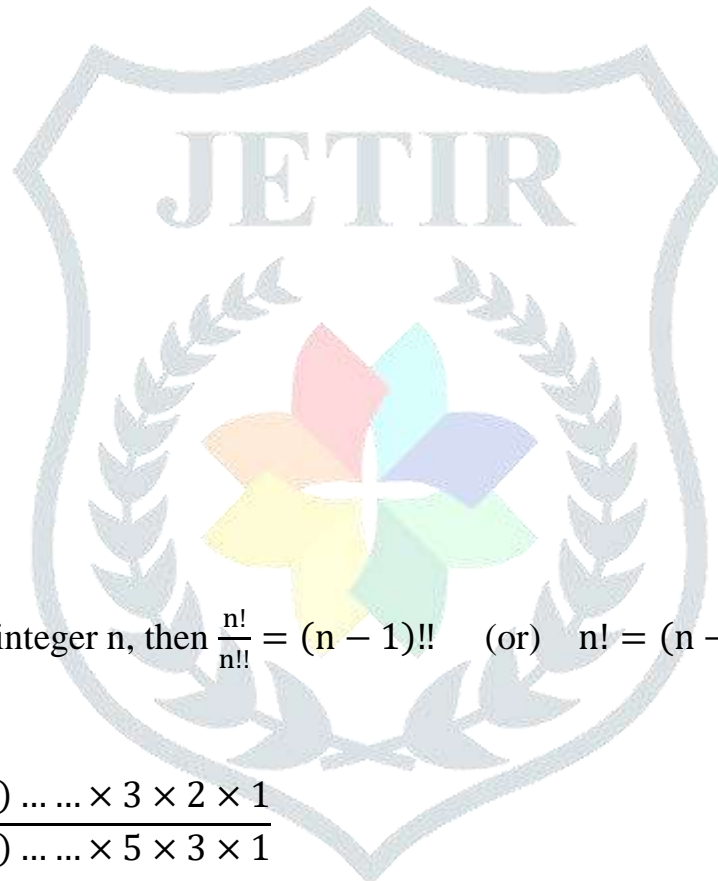 JETIR
integer n, then n!/n!! = (n − 1)!! (or) n! = (n −
) … … × 3 × 2 × 1
) … … × 5 × 3 × 1